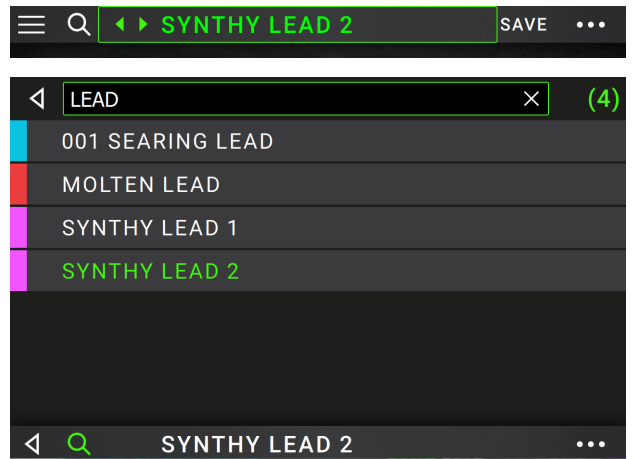 SYNTHY LEAD 2 SAVE
LEAD (4)
001 SEARING LEAD
MOLTEN LEAD
SYNTHY LEAD 1
SYNTHY LEAD 2
SYNTHY LEAD 2